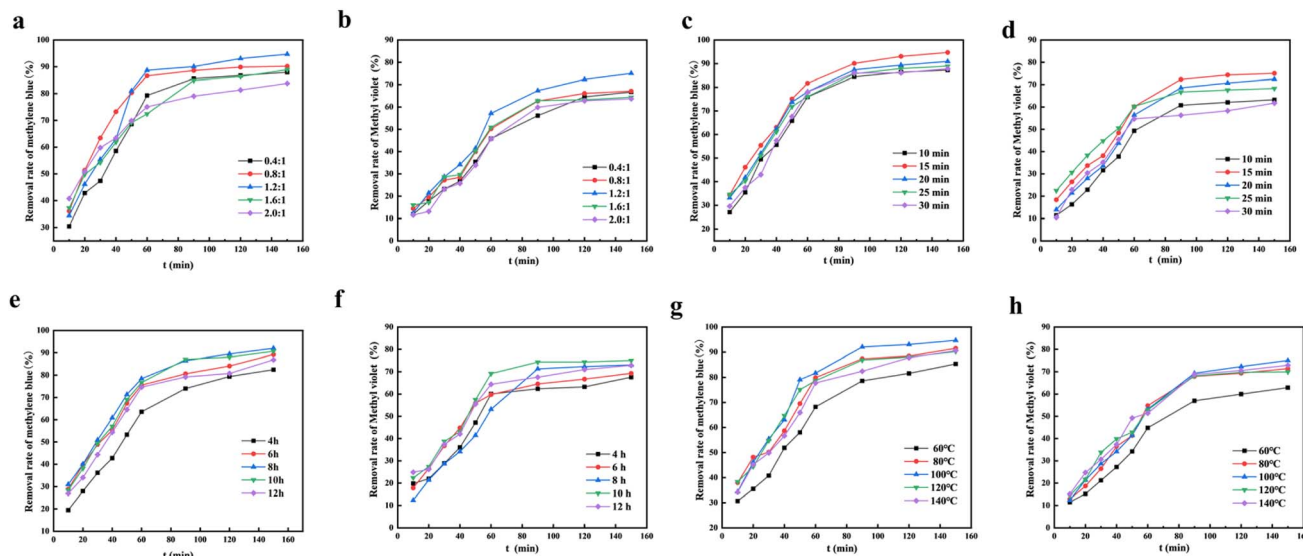 a
Removal rate of methylene blue (%)
100
90
80
70
60
50
40
30
0 20 40 60 80 100 120 140 160
t (min)
0.4:1
0.8:1
1.2:1
1.6:1
2.0:1
b
Removal rate of Methyl violet (%)
90
80
70
60
50
40
30
20
10
0
0 20 40 60 80 100 120 140 160
t (min)
0.4:1
0.8:1
1.2:1
1.6:1
2.0:1
c
Removal rate of methylene blue (%)
100
90
80
70
60
50
40
30
20
0 20 40 60 80 100 120 140 160
t (min)
10 min
15 min
20 min
25 min
30 min
d
Removal rate of Methyl violet (%)
90
80
70
60
50
40
30
20
10
0
0 20 40 60 80 100 120 140 160
t (min)
10 min
15 min
20 min
25 min
30 min
e
Removal rate of methylene blue (%)
100
90
80
70
60
50
40
30
20
10
0 20 40 60 80 100 120 140 160
t (min)
4h
6h
8h
10h
12h
f
Removal rate of Methyl violet (%)
90
80
70
60
50
40
30
20
10
0
0 20 40 60 80 100 120 140 160
t (min)
4 h
6 h
8 h
10 h
12 h
g
Removal rate of methylene blue (%)
100
90
80
70
60
50
40
30
20
0 20 40 60 80 100 120 140 160
t (min)
60℃
80℃
100℃
120℃
140℃
h
Removal rate of Methyl violet (%)
90
80
70
60
50
40
30
20
10
0
0 20 40 60 80 100 120 140 160
t (min)
60℃
80℃
100℃
120℃
140℃